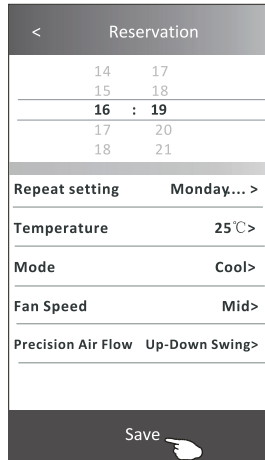 < Reservation
14 17
15 18
16 : 19
17 20
18 21
Repeat setting Monday.... >
Temperature 25℃>
Mode Cool>
Fan Speed Mid>
Precision Air Flow Up-Down Swing>
Save